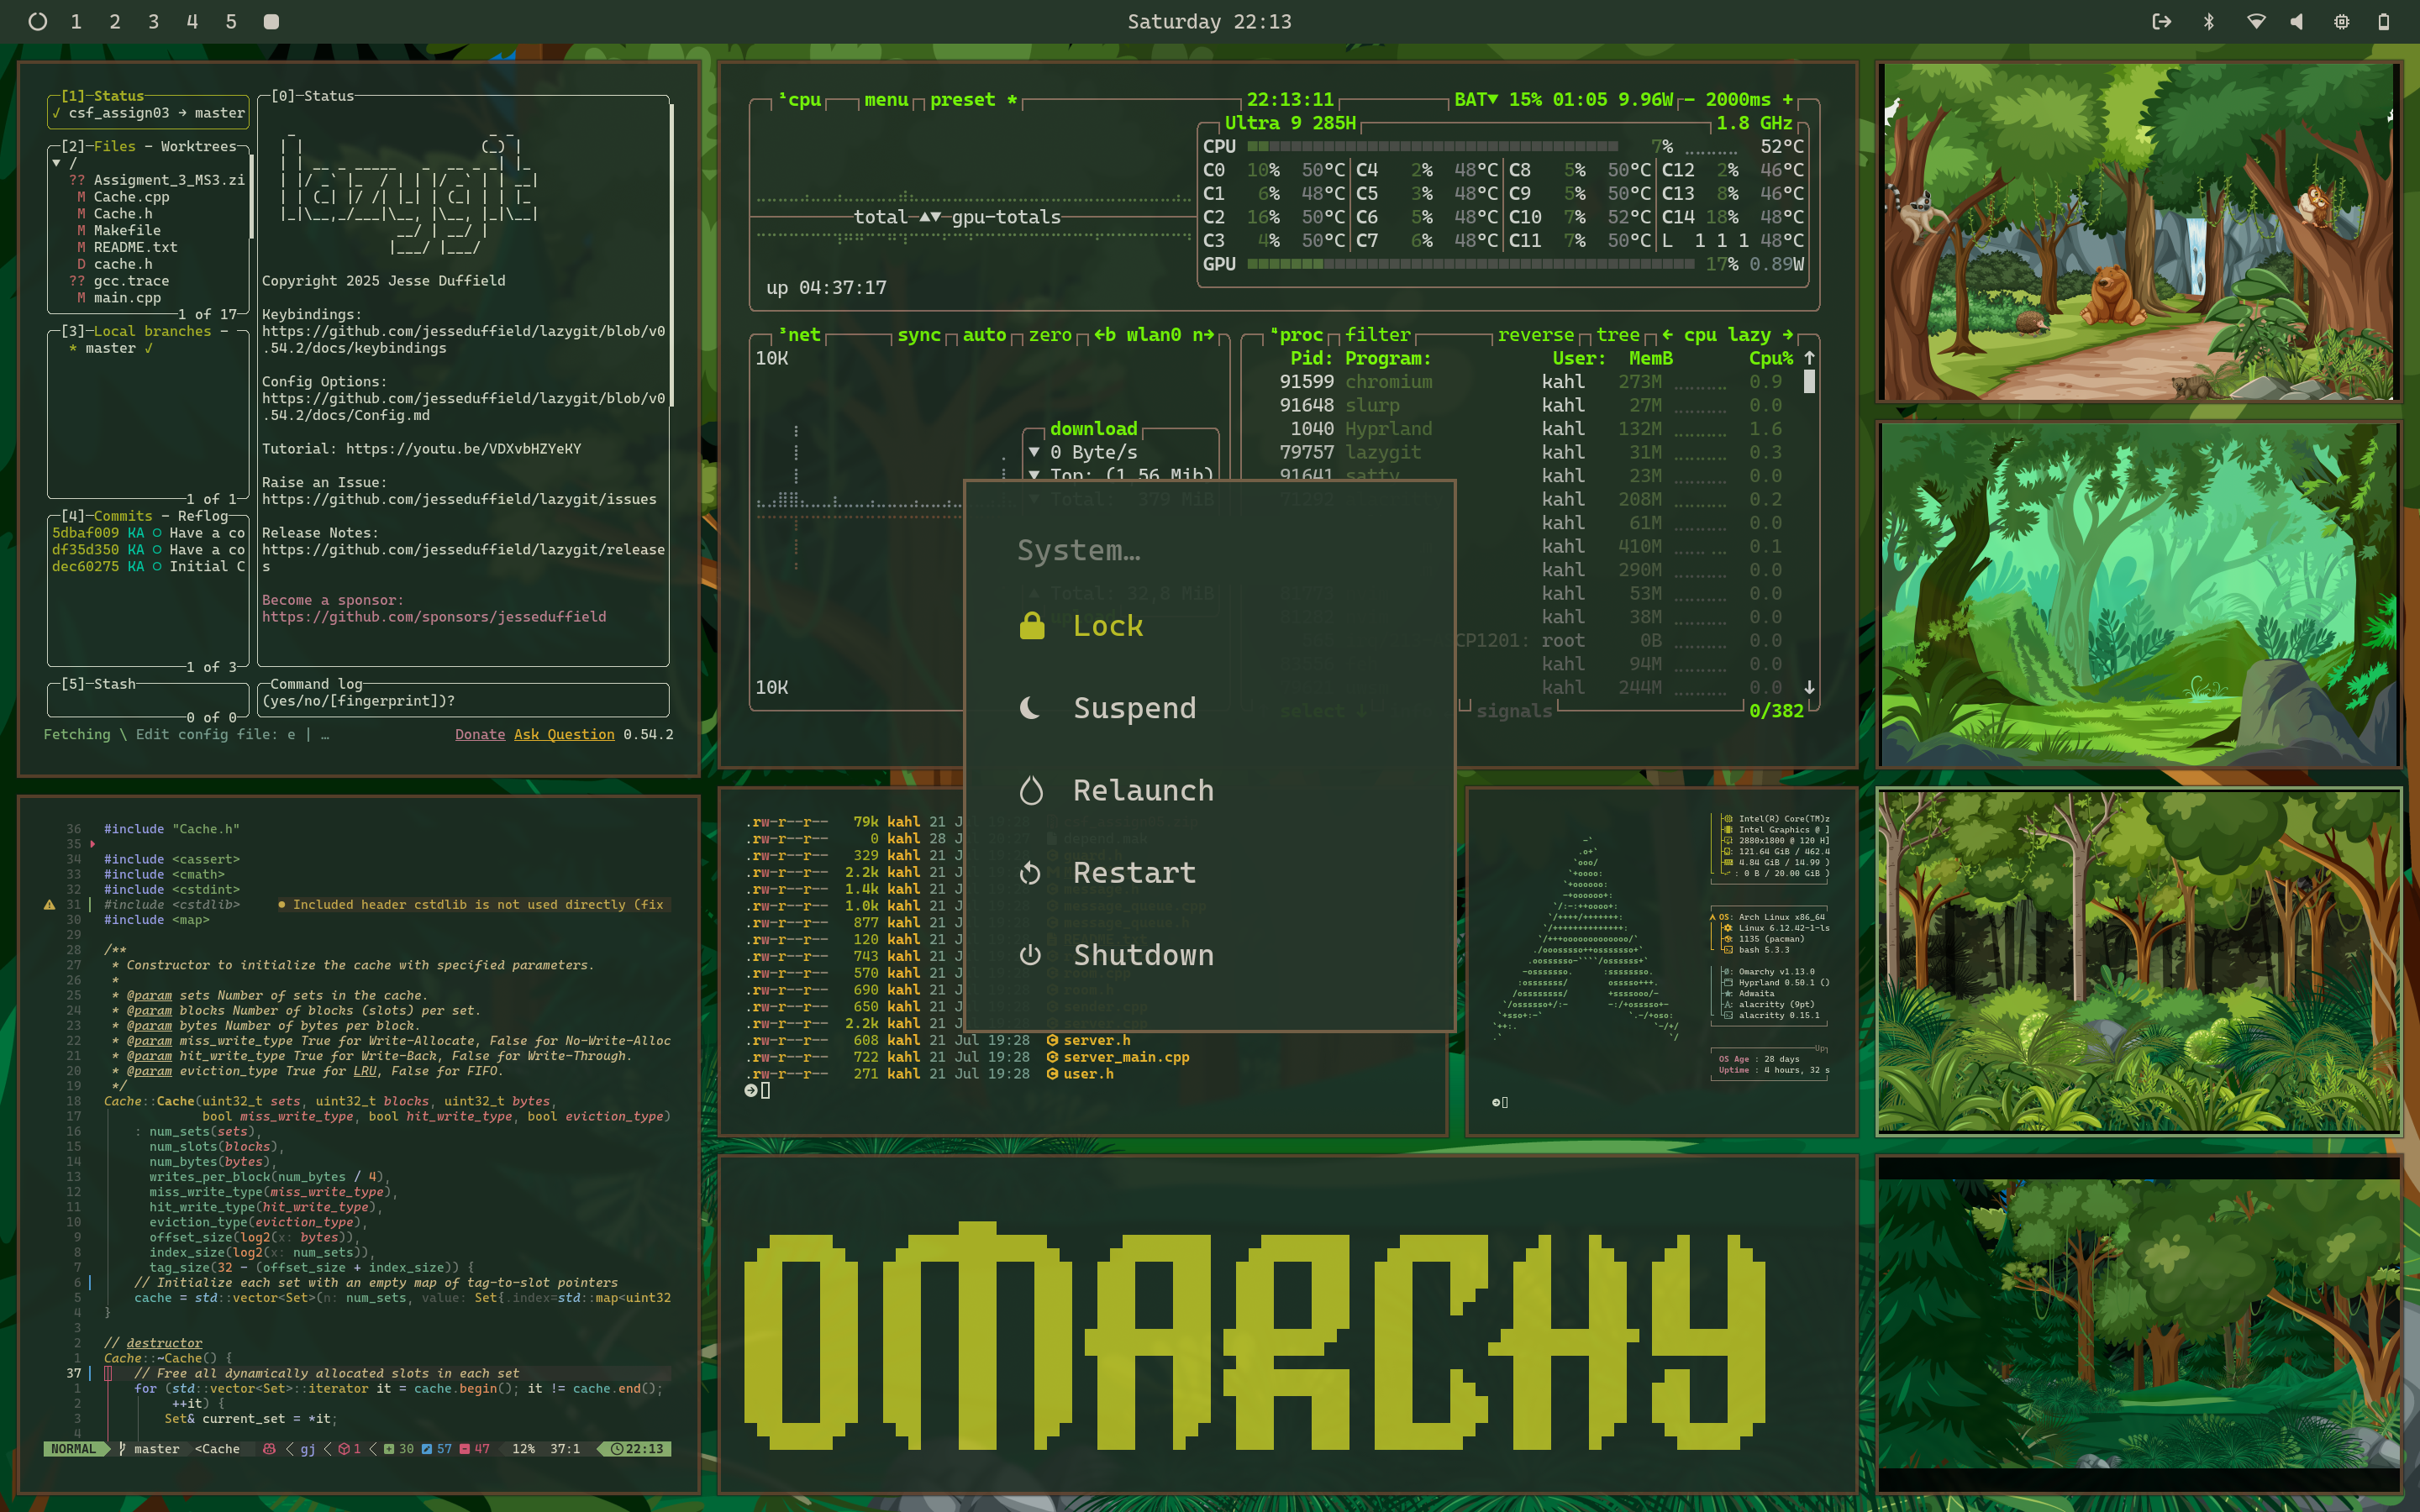 1 2 3 4 5
Saturday 22:13
[1]─Status
✓ csf_assign03 → master
[2]─Files - Worktrees
▼ /
?? Assigment_3_MS3.zi
M Cache.cpp
M Cache.h
M Makefile
M README.txt
D cache.h
?? gcc.trace
M main.cpp
1 of 17
[3]─Local branches -
* master ✓
1 of 1
[4]─Commits - Reflog
5dbaf009 KA ○ Have a co
df35d350 KA ○ Have a co
dec60275 KA ○ Initial C
1 of 3
[5]─Stash
0 of 0
[0]─Status
lazygit
Copyright 2025 Jesse Duffield
Keybindings:
https://github.com/jesseduffield/lazygit/blob/v0
.54.2/docs/keybindings
Config Options:
https://github.com/jesseduffield/lazygit/blob/v0
.54.2/docs/Config.md
Tutorial: https://youtu.be/VDXvbHZYeKY
Raise an Issue:
https://github.com/jesseduffield/lazygit/issues
Release Notes:
https://github.com/jesseduffield/lazygit/release
s
Become a sponsor:
https://github.com/sponsors/jesseduffield
Command log
(yes/no/[fingerprint])?
Fetching \ Edit config file: e | …
Donate Ask Question 0.54.2
¹cpu menu preset * 22:13:11 BAT▼ 15% 01:05 9.96W - 2000ms +
Ultra 9 285H 1.8 GHz
CPU 7% 52°C
C0 10% 50°C C4 2% 48°C C8 5% 50°C C12 2% 46°C
C1 6% 48°C C5 3% 48°C C9 5% 50°C C13 8% 46°C
C2 16% 50°C C6 5% 48°C C10 7% 52°C C14 18% 48°C
C3 4% 50°C C7 6% 48°C C11 7% 50°C L 1 1 1 48°C
GPU 17% 0.89W
total ▲▼ gpu-totals
up 04:37:17
³net sync auto zero ←b wlan0 n→
10K
download
▼ 0 Byte/s
▼ Top: (1.56 Mib)
▼ Total: 379 MiB
▲ Total: 32,8 MiB
10K
⁴proc filter reverse tree ← cpu lazy →
Pid: Program: User: MemB Cpu% ↑
91599 chromium kahl 273M 0.9
91648 slurp kahl 27M 0.0
1040 Hyprland kahl 132M 1.6
79757 lazygit kahl 31M 0.3
91641 satty kahl 23M 0.0
71292 kahl 208M 0.2
kahl 61M 0.0
kahl 410M 0.1
kahl 290M 0.0
kahl 53M 0.0
kahl 38M 0.0
CP1201: root 0B 0.0
kahl 94M 0.0
kahl 244M 0.0 ↓
select ↓ signals 0/382
System…
Lock
Suspend
Relaunch
Restart
Shutdown
36 #include "Cache.h"
35
34 #include <cassert>
33 #include <cmath>
32 #include <cstdint>
31 #include <cstdlib> ● Included header cstdlib is not used directly (fix
30 #include <map>
29
28 /**
27 * Constructor to initialize the cache with specified parameters.
26 *
25 * @param sets Number of sets in the cache.
24 * @param blocks Number of blocks (slots) per set.
23 * @param bytes Number of bytes per block.
22 * @param miss_write_type True for Write-Allocate, False for No-Write-Alloc
21 * @param hit_write_type True for Write-Back, False for Write-Through.
20 * @param eviction_type True for LRU, False for FIFO.
19 */
18 Cache::Cache(uint32_t sets, uint32_t blocks, uint32_t bytes,
17 bool miss_write_type, bool hit_write_type, bool eviction_type)
16 : num_sets(sets),
15 num_slots(blocks),
14 num_bytes(bytes),
13 writes_per_block(num_bytes / 4),
12 miss_write_type(miss_write_type),
11 hit_write_type(hit_write_type),
10 eviction_type(eviction_type),
9 offset_size(log2(x: bytes)),
8 index_size(log2(x: num_sets)),
7 tag_size(32 - (offset_size + index_size)) {
6 // Initialize each set with an empty map of tag-to-slot pointers
5 cache = std::vector<Set>(n: num_sets, value: Set{.index=std::map<uint32
4 }
3
2 // destructor
1 Cache::~Cache() {
37 // Free all dynamically allocated slots in each set
1 for (std::vector<Set>::iterator it = cache.begin(); it != cache.end();
2 ++it) {
3 Set& current_set = *it;
4
NORMAL master <Cache gj 1 30 57 47 12% 37:1 22:13
.rw-r--r-- 79k kahl 21 J
.rw-r--r-- 0 kahl 28 J depend.mak
.rw-r--r-- 329 kahl 21 J guard.h
.rw-r--r-- 2.2k kahl 21 J
.rw-r--r-- 1.4k kahl 21 J message.h
.rw-r--r-- 1.0k kahl 21 J message_queue.cpp
.rw-r--r-- 877 kahl 21 J message_queue.h
.rw-r--r-- 120 kahl 21 J README.txt
.rw-r--r-- 743 kahl 21 J
.rw-r--r-- 570 kahl 21 J room.cpp
.rw-r--r-- 690 kahl 21 J room.h
.rw-r--r-- 650 kahl 21 J sender.cpp
.rw-r--r-- 2.2k kahl 21 J server.cpp
.rw-r--r-- 608 kahl 21 Jul 19:28 server.h
.rw-r--r-- 722 kahl 21 Jul 19:28 server_main.cpp
.rw-r--r-- 271 kahl 21 Jul 19:28 user.h
Intel(R) Core(TM)z
Intel Graphics @ ]
2880x1800 @ 120 H]
121.64 GiB / 462.4
4.84 GiB / 14.99 )
: 0 B / 20.00 GiB )
OS: Arch Linux x86_64
Linux 6.12.42-1-ls
1135 (pacman)
bash 5.3.3
Omarchy v1.13.0
Hyprland 0.50.1 ()
Adwaita
alacritty (9pt)
alacritty 0.15.1
Up
OS Age : 28 days
Uptime : 4 hours, 32 s
OMARCHY